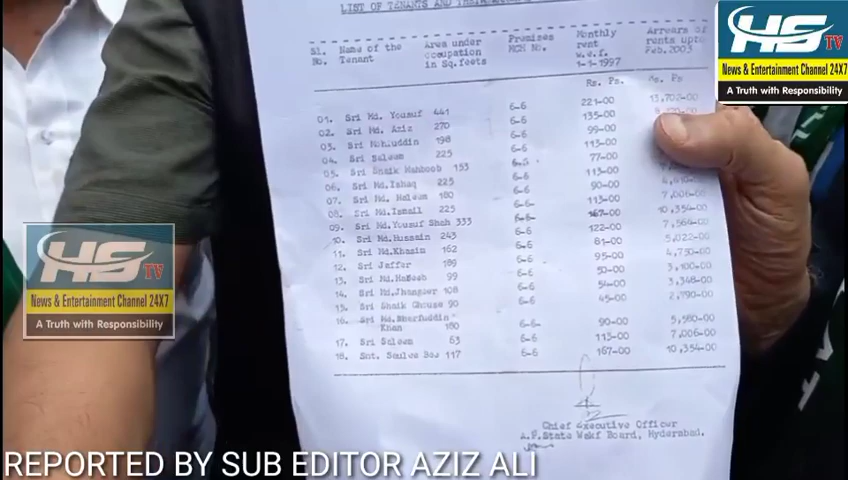 LIST OF TENANTS AND THEIR
Sl. No. Name of the Tenant Area under occupation in Sq.feets Premises MCH No. Monthly rent w.e.f. 1-1-1997 Arrears of rents upto Feb.2003
Rs. Ps. Rs. Ps
01. Sri Md. Yousuf 441 6-6 221-00 13,702-00
02. Sri Md. Aziz 270 6-6 135-00
03. Sri Mohiuddin 198 6-6 99-00
04. Sri Saleem 225 6-6 113-00
05. Sri Shaik Mahboob 153 6-6 77-00
06. Sri Md.Ishaq 225 6-6 113-00
07. Sri Md. Haleem 180 6-6 90-00
08. Sri Md.Ismail 225 6-6 113-00 7,006-00
09. Sri Md.Yousuf Shah 333 6-6 167-00 10,354-00
10. Sri Md.Hussain 243 6-6 122-00 7,564-00
11. Sri Md.Khasim 162 6-6 81-00 5,022-00
12. Sri Jaffar 189 6-6 95-00
13. Sri Md.Habeeb 99 6-6 50-00 3,100-00
14. Sri Md.Jhangeer 108 6-6 54-00 3,348-00
15. Sri Shaik Ghouse 90 6-6 45-00 2,790-00
16. Sri Khan 180 6-6 90-00 5,580-00
17. Sri Saleem 63 6-6 113-00 7,006-00
18. Smt. Bee 117 6-6 167-00 10,354-00
Chief Executive Officer
A.P.State Wakf Board, Hyderabad.
HS TV
News & Entertainment Channel 24X7
A Truth with Responsibility
HS TV
News & Entertainment Channel 24X7
A Truth with Responsibility
REPORTED BY SUB EDITOR AZIZ ALI